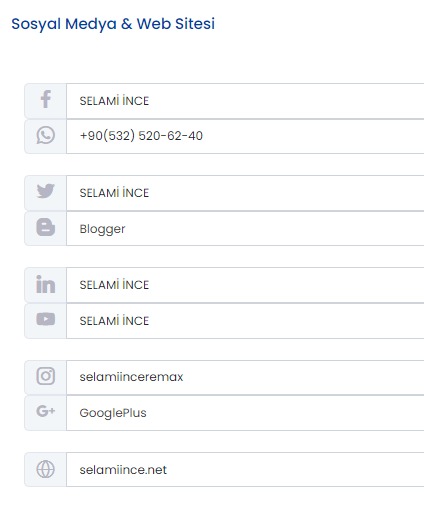 Sosyal Medya & Web Sitesi
SELAMİ İNCE
+90(532) 520-62-40
SELAMİ İNCE
Blogger
SELAMİ İNCE
SELAMİ İNCE
selamiinceremax
GooglePlus
selamiince.net